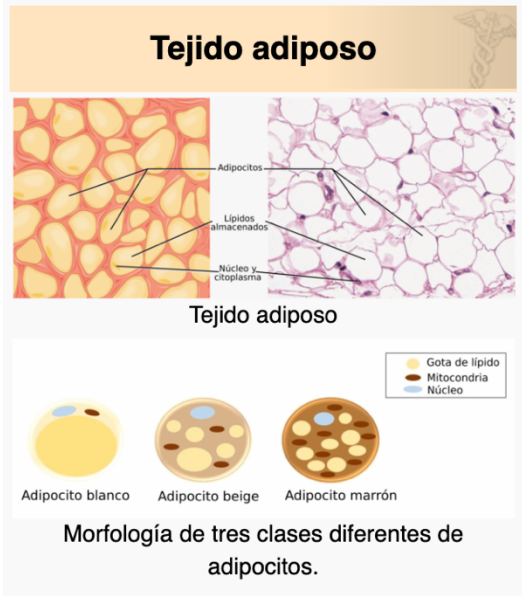 Tejido adiposo
Adipocitos
Lípidos
almacenados
Núcleo y
citoplasma
Tejido adiposo
Gota de lípido
Mitocondria
Núcleo
Adipocito blanco
Adipocito beige
Adipocito marrón
Morfología de tres clases diferentes de
adipocitos.